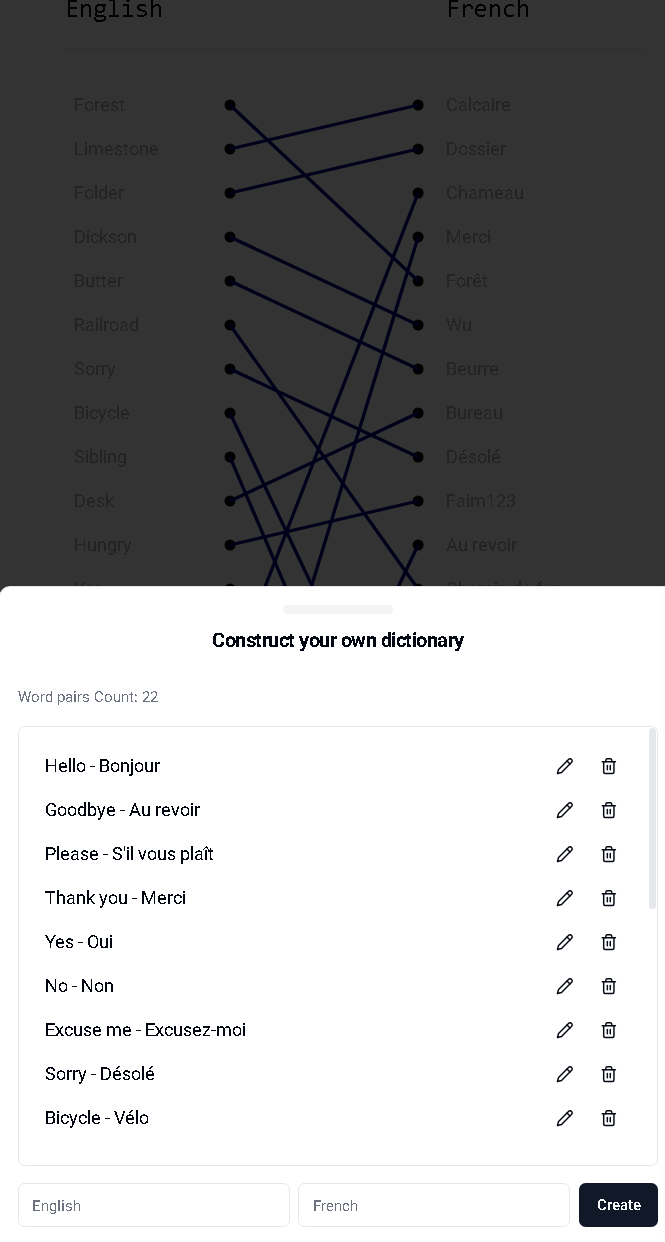 English French
Forest Calcaire
Limestone Dossier
Folder Chameau
Dickson Merci
Butter Forêt
Railroad Wu
Sorry Beurre
Bicycle Bureau
Sibling Désolé
Desk Faim123
Hungry Au revoir
Construct your own dictionary
Word pairs Count: 22
Hello - Bonjour
Goodbye - Au revoir
Please - S'il vous plaît
Thank you - Merci
Yes - Oui
No - Non
Excuse me - Excusez-moi
Sorry - Désolé
Bicycle - Vélo
English French Create